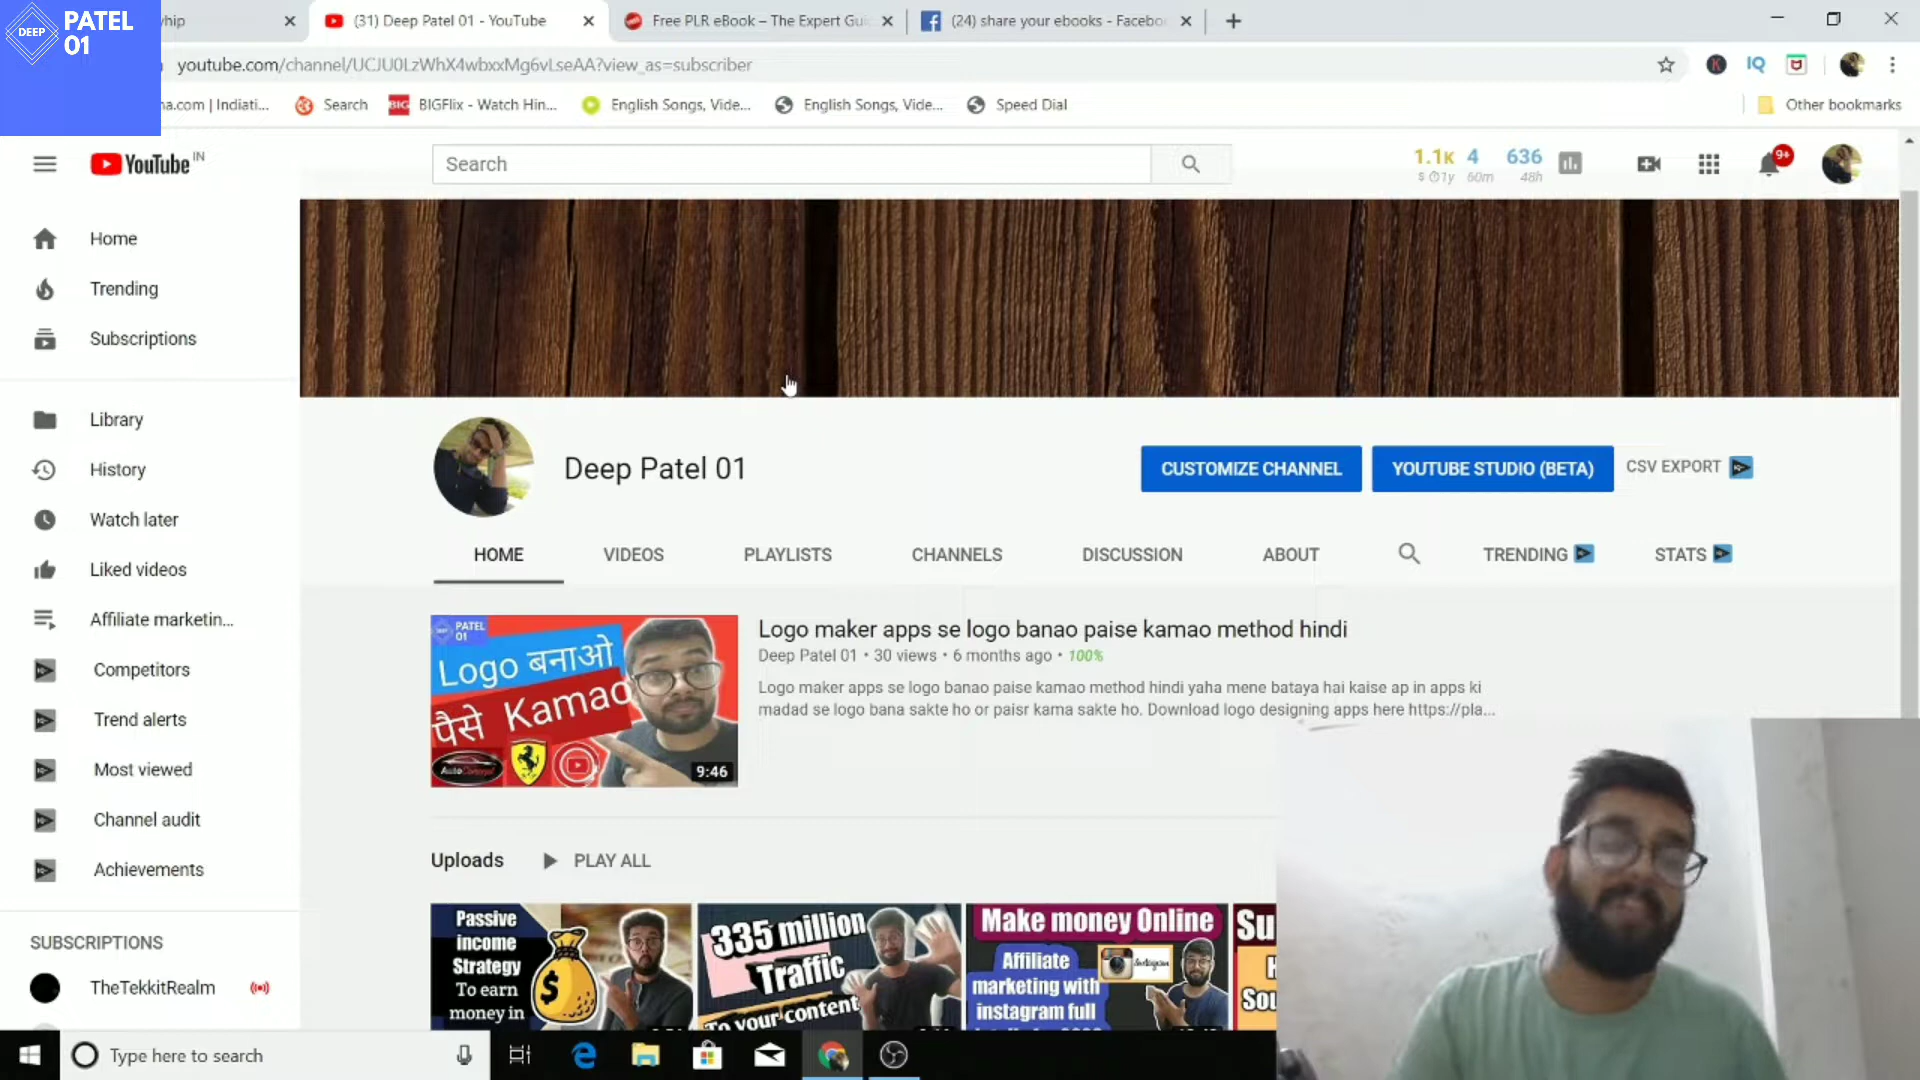 DEEP
PATEL
01
hip
(31) Deep Patel 01 - YouTube
Free PLR eBook – The Expert Gui
(24) share your ebooks - Facebo
youtube.com/channel/UCJU0LzWhX4wbxxMg6vLseAA?view_as=subscriber
IQ
na.com | Indiati...
Search
BIG
BIGFlix - Watch Hin...
English Songs, Vide...
English Songs, Vide...
Speed Dial
Other bookmarks
YouTube IN
Search
1.1K
4
636
$ 1y
60m
48h
9+
Home
Trending
Subscriptions
Library
History
Watch later
Liked videos
Affiliate marketin...
Competitors
Trend alerts
Most viewed
Channel audit
Achievements
SUBSCRIPTIONS
TheTekkitRealm
Deep Patel 01
CUSTOMIZE CHANNEL
YOUTUBE STUDIO (BETA)
CSV EXPORT
HOME
VIDEOS
PLAYLISTS
CHANNELS
DISCUSSION
ABOUT
TRENDING
STATS
PATEL
01
Logo बनाओ
पैसे Kamao
9:46
Logo maker apps se logo banao paise kamao method hindi
Deep Patel 01 • 30 views • 6 months ago • 100%
Logo maker apps se logo banao paise kamao method hindi yaha mene bataya hai kaise ap in apps ki
madad se logo bana sakte ho or paisr kama sakte ho. Download logo designing apps here https://pla...
Uploads
PLAY ALL
Passive
income
Strategy
To earn
money in
$
335 million
Traffic
To your content
Make money Online
Affiliate
marketing with
instagram full
Instagram
Su
Sou
Type here to search